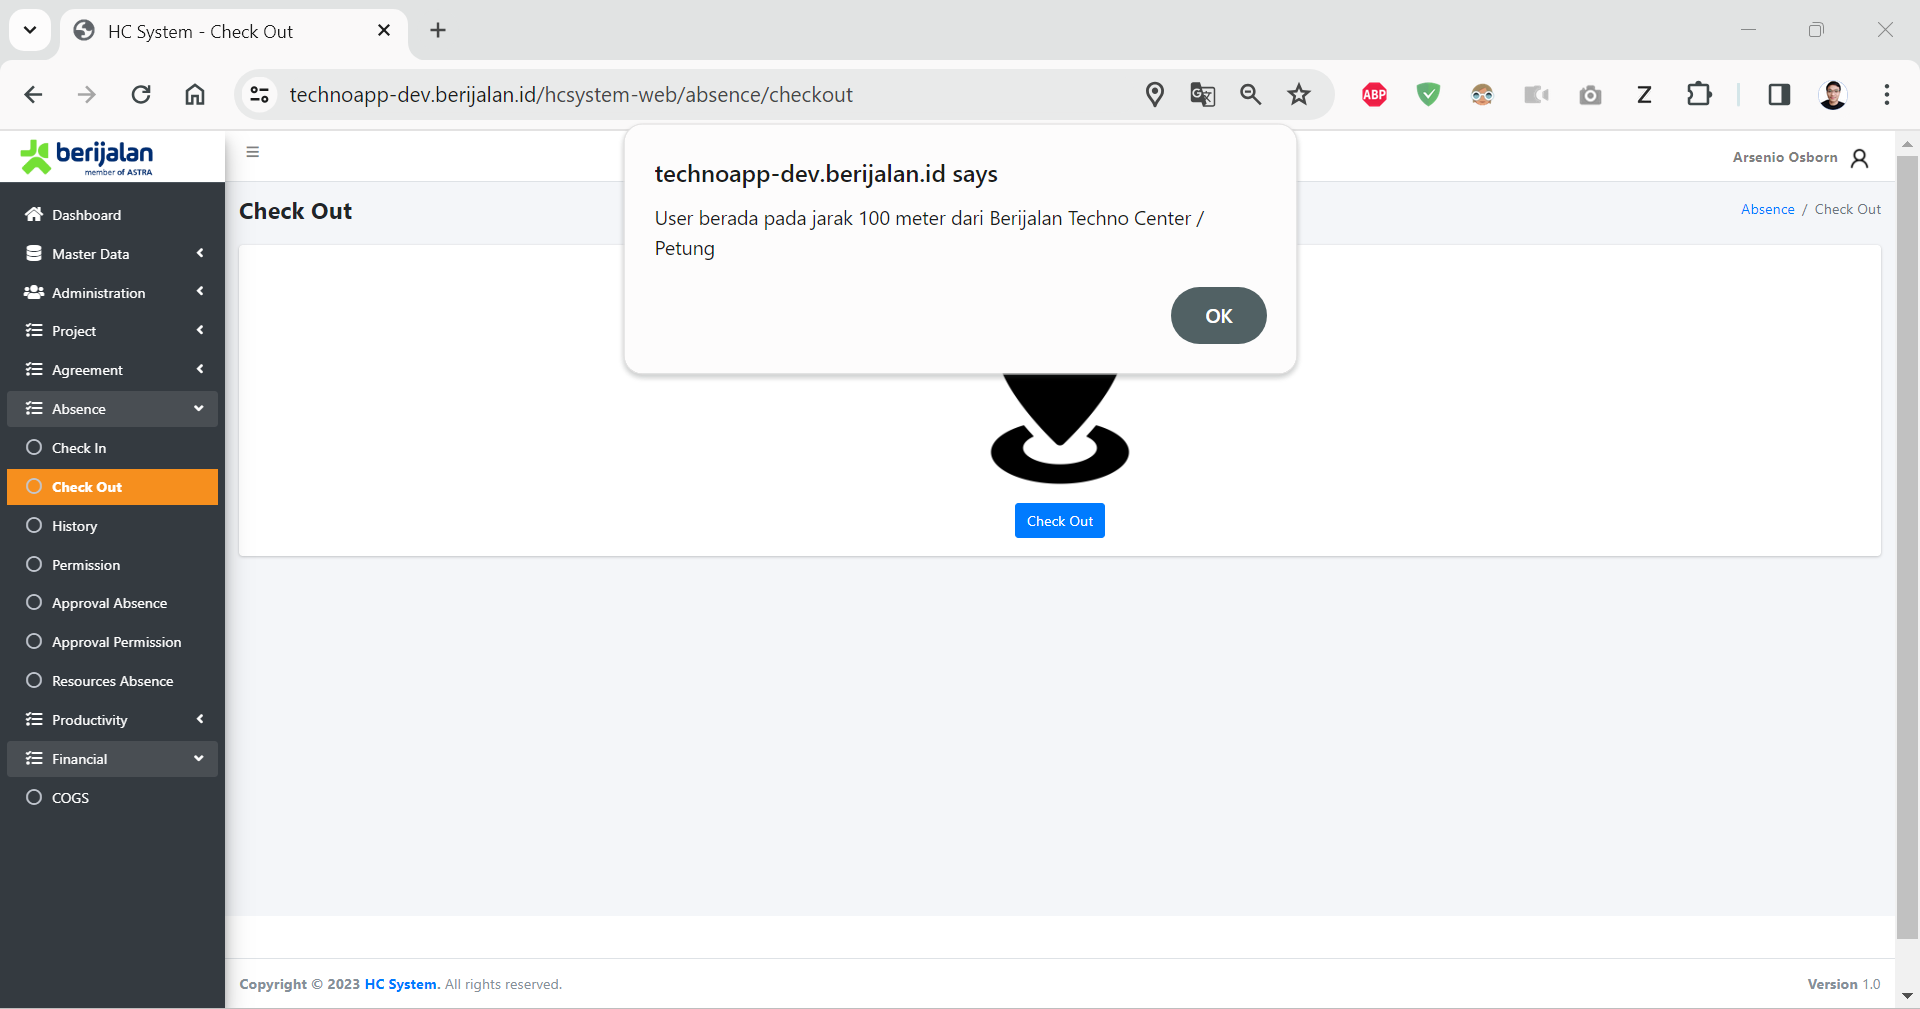 HC System - Check Out
technoapp-dev.berijalan.id/hcsystem-web/absence/checkout
ABP
Z
berijalan
member of ASTRA
Arsenio Osborn
technoapp-dev.berijalan.id says
User berada pada jarak 100 meter dari Berijalan Techno Center /
Petung
OK
Check Out
Absence / Check Out
Dashboard
Master Data
Administration
Project
Agreement
Absence
Check In
Check Out
History
Permission
Approval Absence
Approval Permission
Resources Absence
Productivity
Financial
COGS
Check Out
Copyright © 2023 HC System. All rights reserved.
Version 1.0